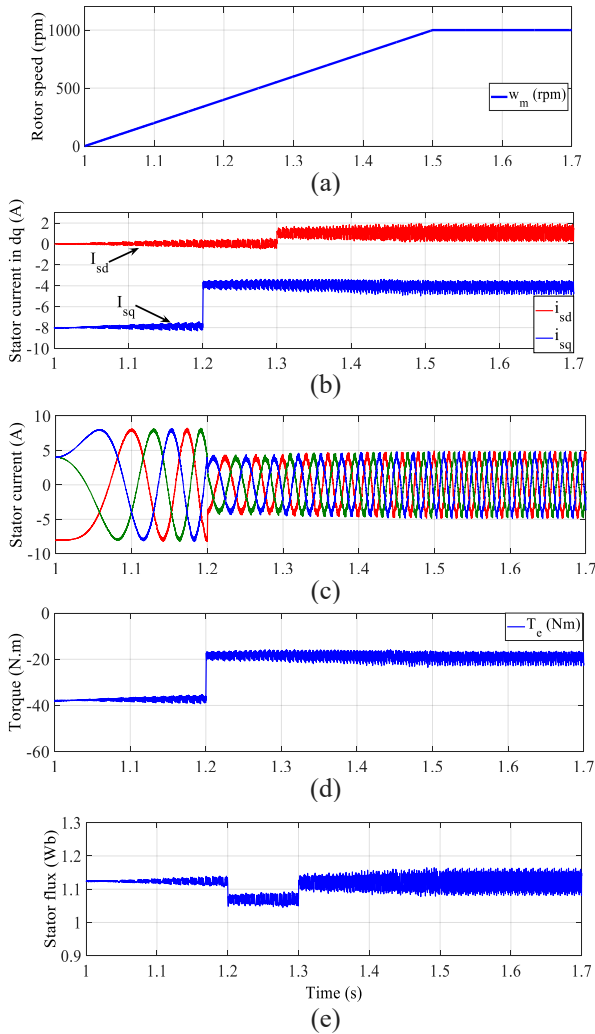 1000
500
0
Rotor speed (rpm)
w_m (rpm)
1 1.1 1.2 1.3 1.4 1.5 1.6 1.7
(a)
2
0
-2
-4
-6
-8
-10
Stator current in dq (A)
I_sd
I_sq
i_sd
i_sq
1 1.1 1.2 1.3 1.4 1.5 1.6 1.7
(b)
10
5
0
-5
-10
Stator current (A)
1 1.1 1.2 1.3 1.4 1.5 1.6 1.7
(c)
0
-20
-40
-60
Torque (N.m)
T_e (Nm)
1 1.1 1.2 1.3 1.4 1.5 1.6 1.7
(d)
1.3
1.2
1.1
1
0.9
Stator flux (Wb)
1 1.1 1.2 1.3 1.4 1.5 1.6 1.7
Time (s)
(e)